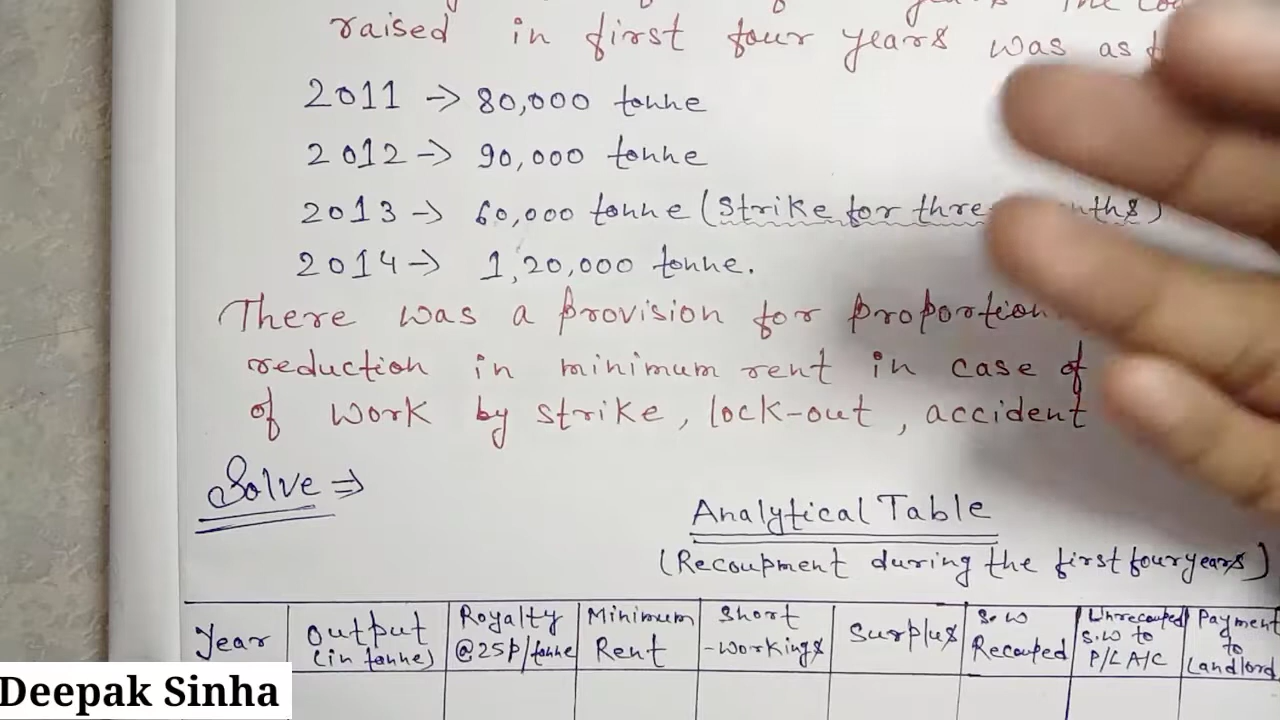 raised in first four years was as
2011 → 80,000 tonne
2012 → 90,000 tonne
2013 → 60,000 tonne (Strike for three months)
2014 → 1,20,000 tonne.
There was a provision for proportion
reduction in minimum rent in case of
of work by strike, lock-out, accident
Solve ⇒
Analytical Table
(Recoupment during the first four years)
Year
Output (in tonne)
Royalty @25P/tonne
Minimum Rent
Short -workings
Surplus
S.W Recouped
Unrecouped S.W to P/L A/C
Payment to Landlord
Deepak Sinha